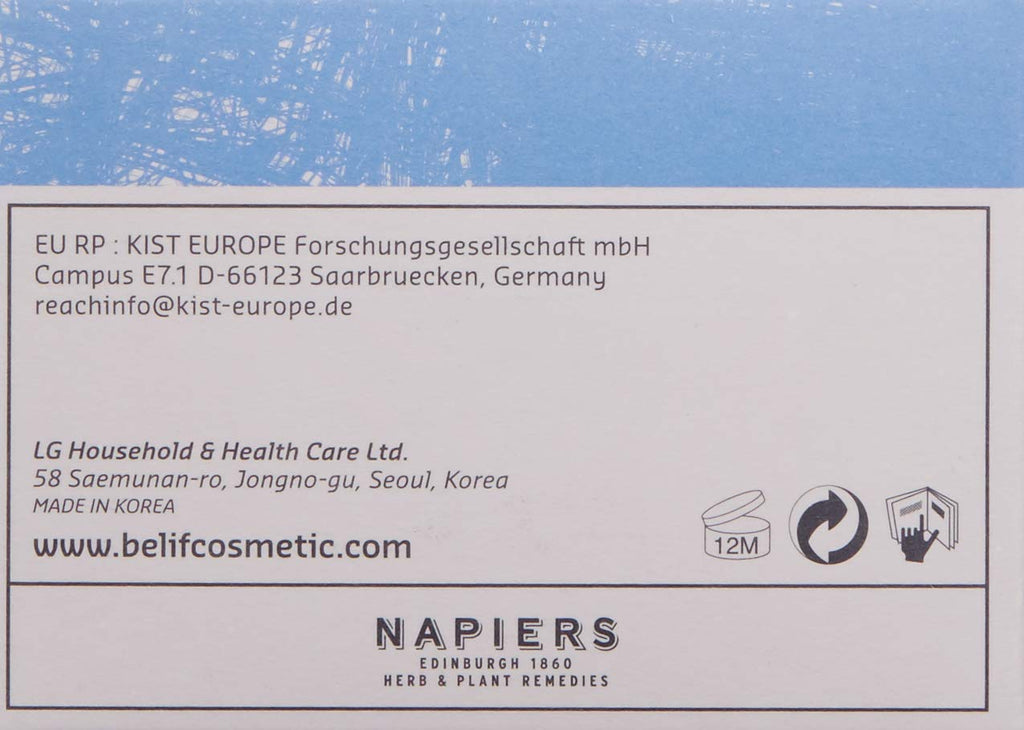 EU RP : KIST EUROPE Forschungsgesellschaft mbH
Campus E7.1 D-66123 Saarbruecken, Germany
reachinfo@kist-europe.de
LG Household & Health Care Ltd.
58 Saemunan-ro, Jongno-gu, Seoul, Korea
MADE IN KOREA
www.belifcosmetic.com
12M
NAPIERS
EDINBURGH 1860
HERB & PLANT REMEDIES